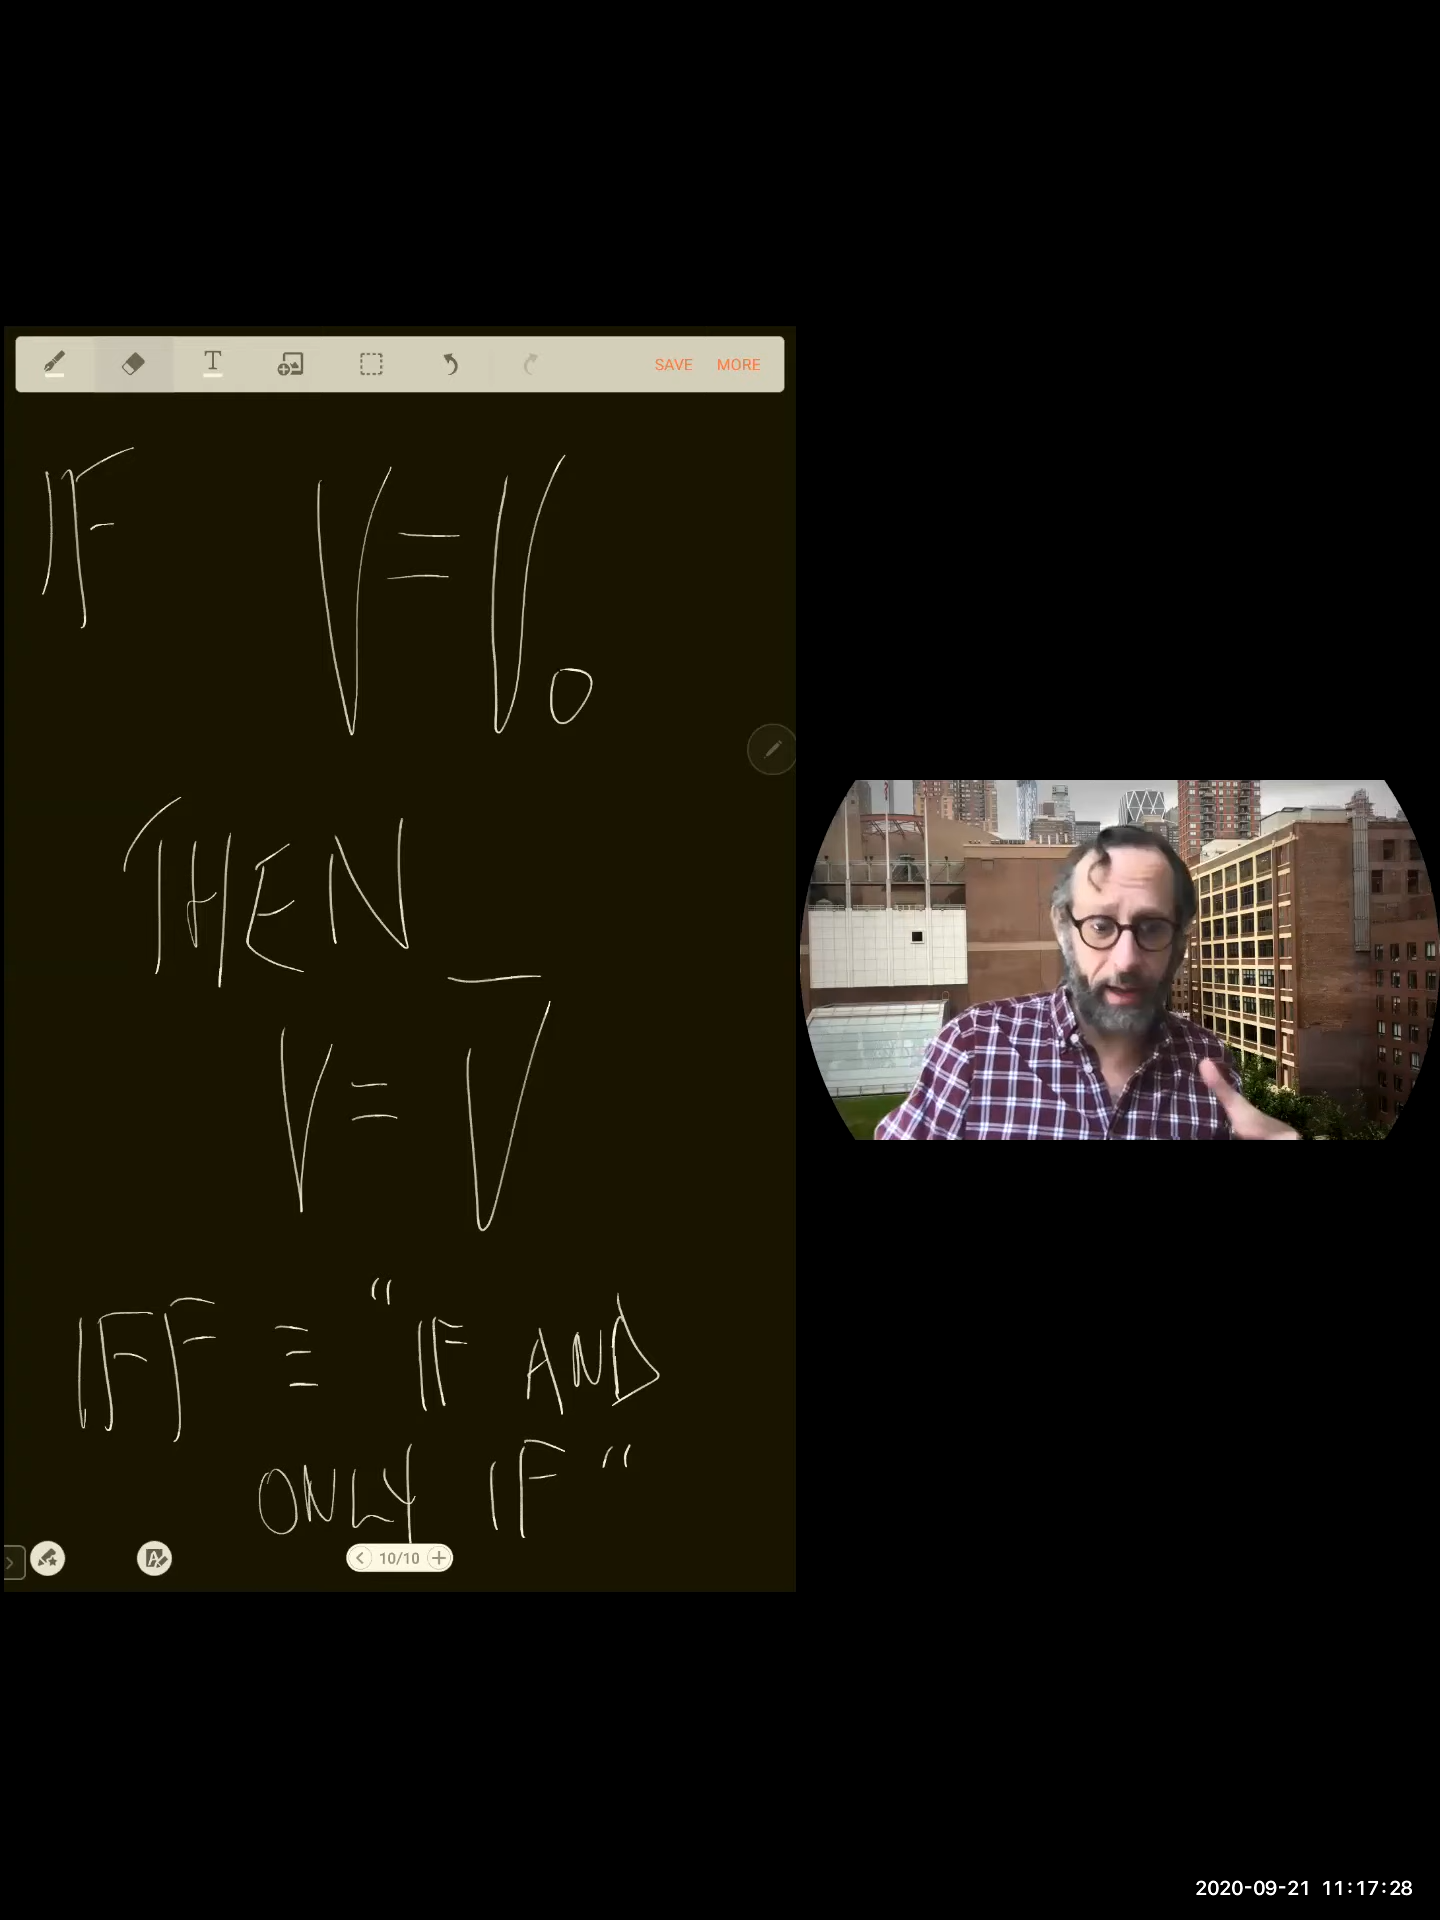 SAVE MORE
IF V = V₀
THEN
V = V̅
IFF ≡ "IF AND
ONLY IF"
10/10
2020-09-21 11:17:28